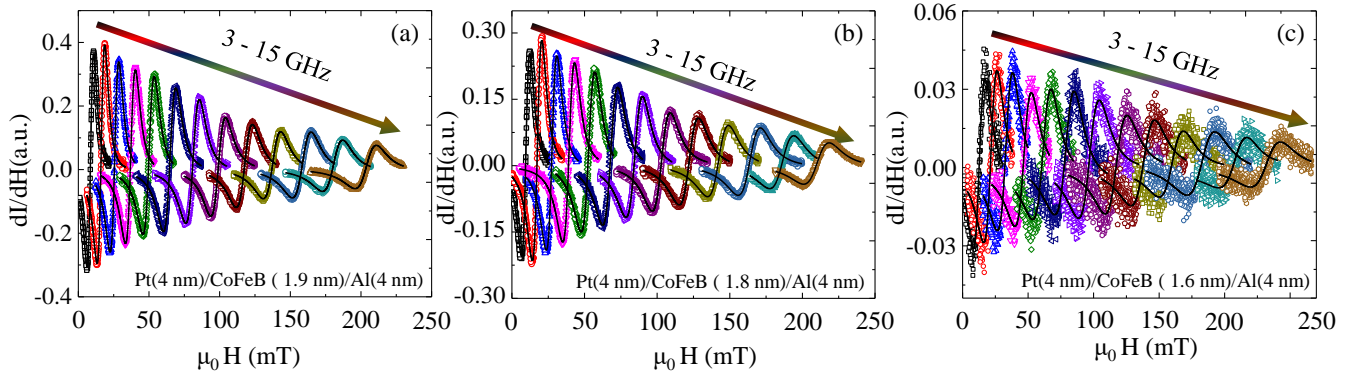 (a)
3 - 15 GHz
0.4
0.2
0.0
-0.2
-0.4
dI/dH(a.u.)
Pt(4 nm)/CoFeB ( 1.9 nm)/Al(4 nm)
0 50 100 150 200 250
μ0 H (mT)
(b)
3 - 15 GHz
0.30
0.15
0.00
-0.15
-0.30
dI/dH(a.u.)
Pt(4 nm)/CoFeB ( 1.8 nm)/Al(4 nm)
0 50 100 150 200 250
μ0 H (mT)
(c)
3 - 15 GHz
0.06
0.03
0.00
-0.03
dI/dH(a.u.)
Pt(4 nm)/CoFeB ( 1.6 nm)/Al(4 nm)
0 50 100 150 200 250
μ0 H (mT)